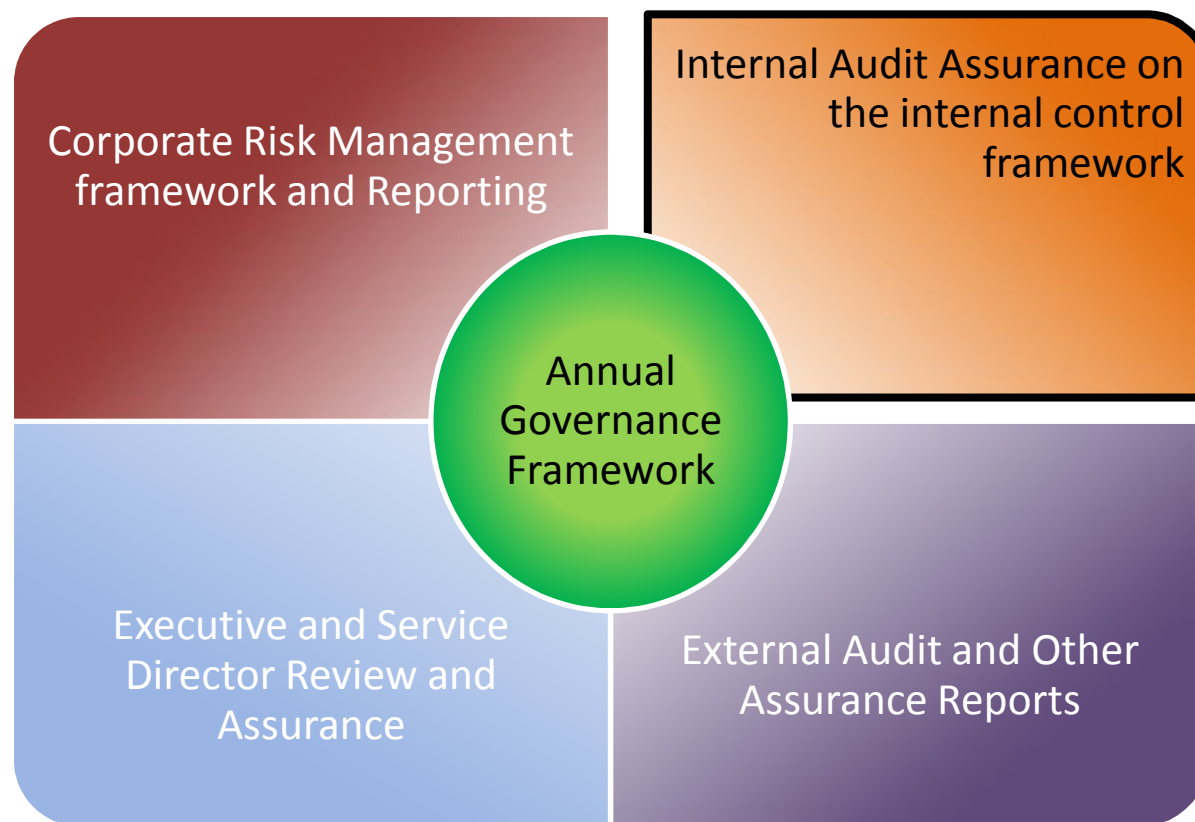 Corporate Risk Management
framework and Reporting
Internal Audit Assurance on
the internal control
framework
Annual
Governance
Framework
Executive and Service
Director Review and
Assurance
External Audit and Other
Assurance Reports